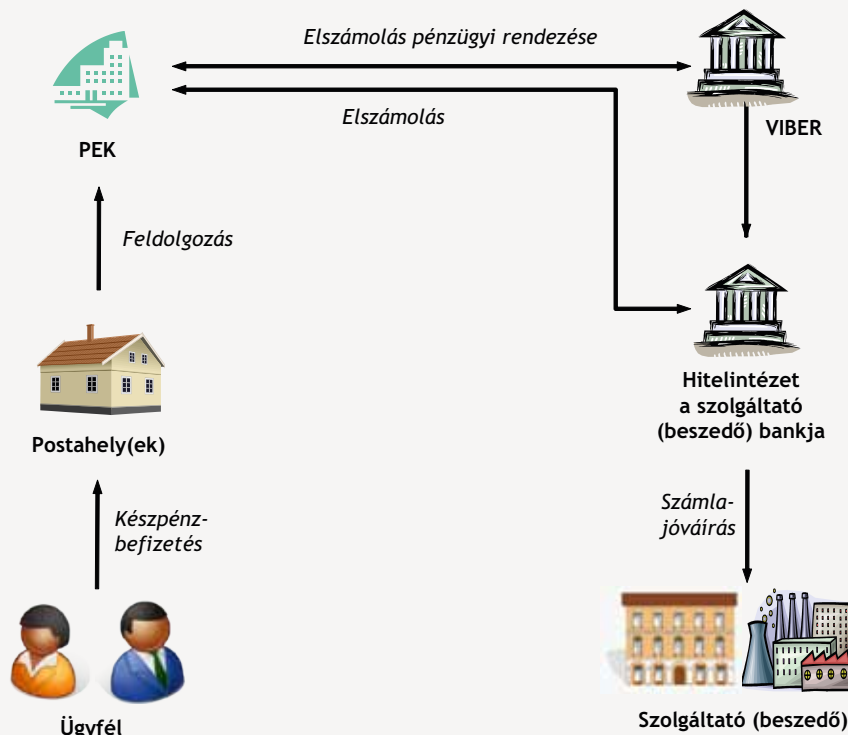 Elszámolás pénzügyi rendezése
Elszámolás
PEK
VIBER
Feldolgozás
Hitelintézet
a szolgáltató
(beszedő) bankja
Postahely(ek)
Készpénz-
befizetés
Számla-
jóváírás
Ügyfél
Szolgáltató (beszedő)